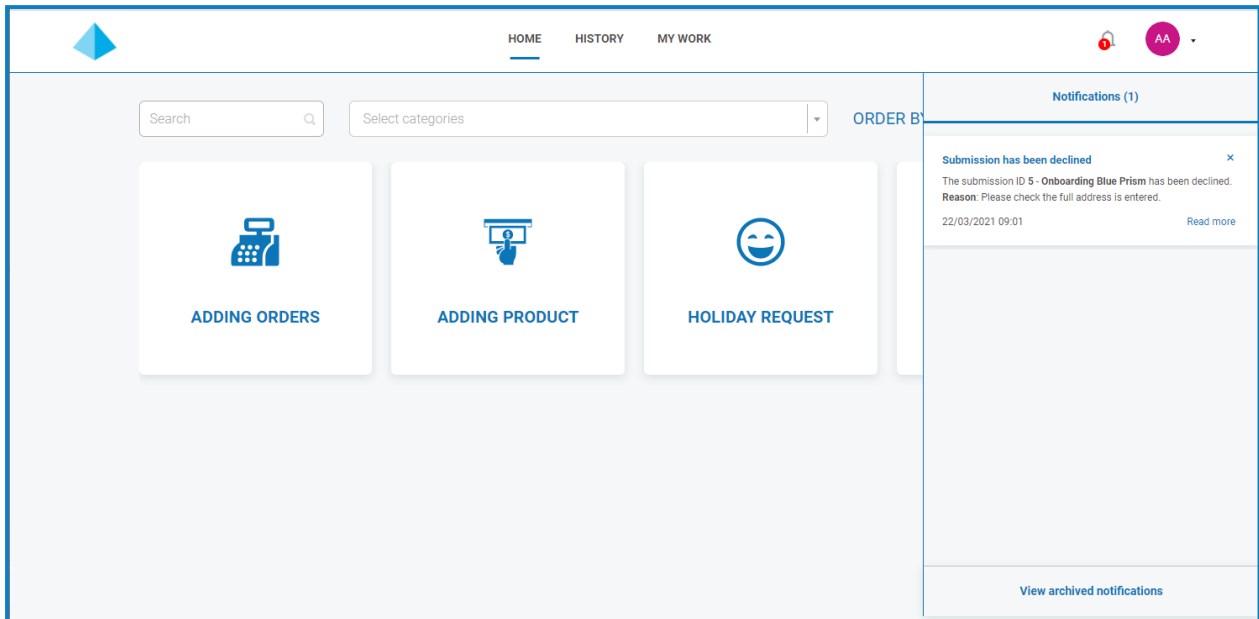 HOME HISTORY MY WORK
1
AA
Search
Select categories
ORDER BY
Notifications (1)
Submission has been declined
The submission ID 5 - Onboarding Blue Prism has been declined.
Reason: Please check the full address is entered.
22/03/2021 09:01 Read more
$
ADDING ORDERS
ADDING PRODUCT
HOLIDAY REQUEST
View archived notifications